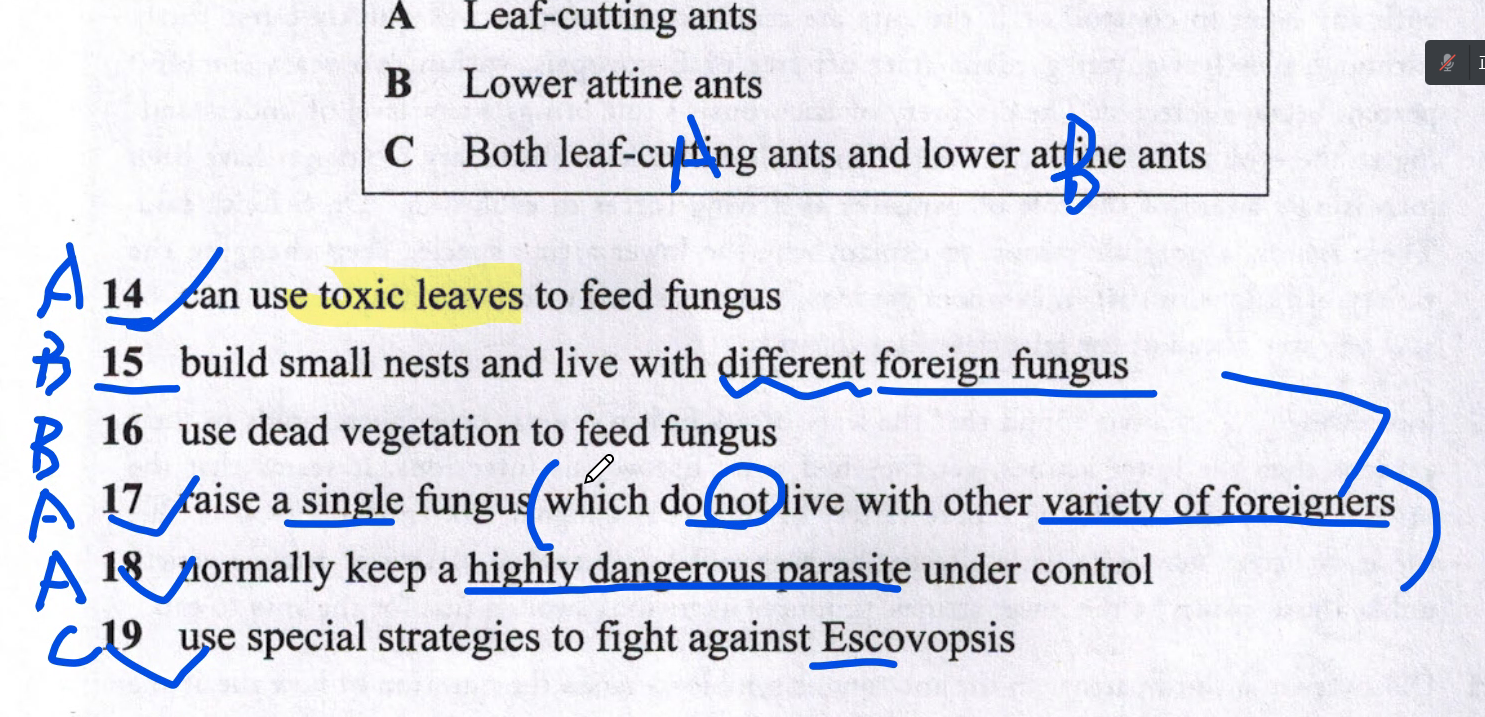 A Leaf-cutting ants
B Lower attine ants
C Both leaf-cutting ants and lower attine ants
A B
A 14 can use toxic leaves to feed fungus
B 15 build small nests and live with different foreign fungus
B 16 use dead vegetation to feed fungus
A 17 raise a single fungus which do not live with other variety of foreigners
A 18 normally keep a highly dangerous parasite under control
C 19 use special strategies to fight against Escovopsis